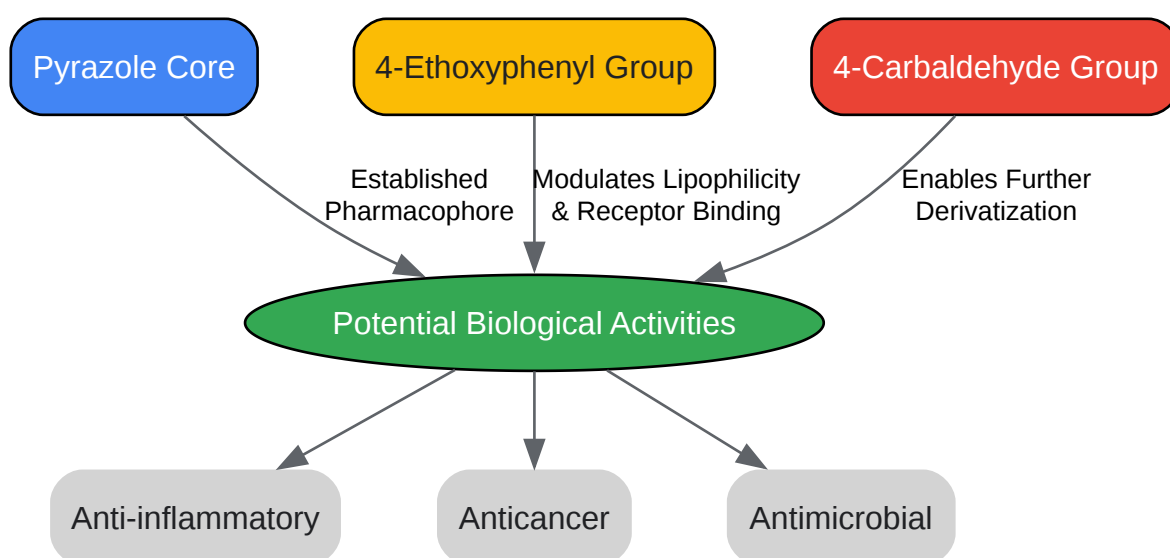 Pyrazole Core
4-Ethoxyphenyl Group
4-Carbaldehyde Group
Established
Pharmacophore
Modulates Lipophilicity
& Receptor Binding
Enables Further
Derivatization
Potential Biological Activities
Anti-inflammatory
Anticancer
Antimicrobial